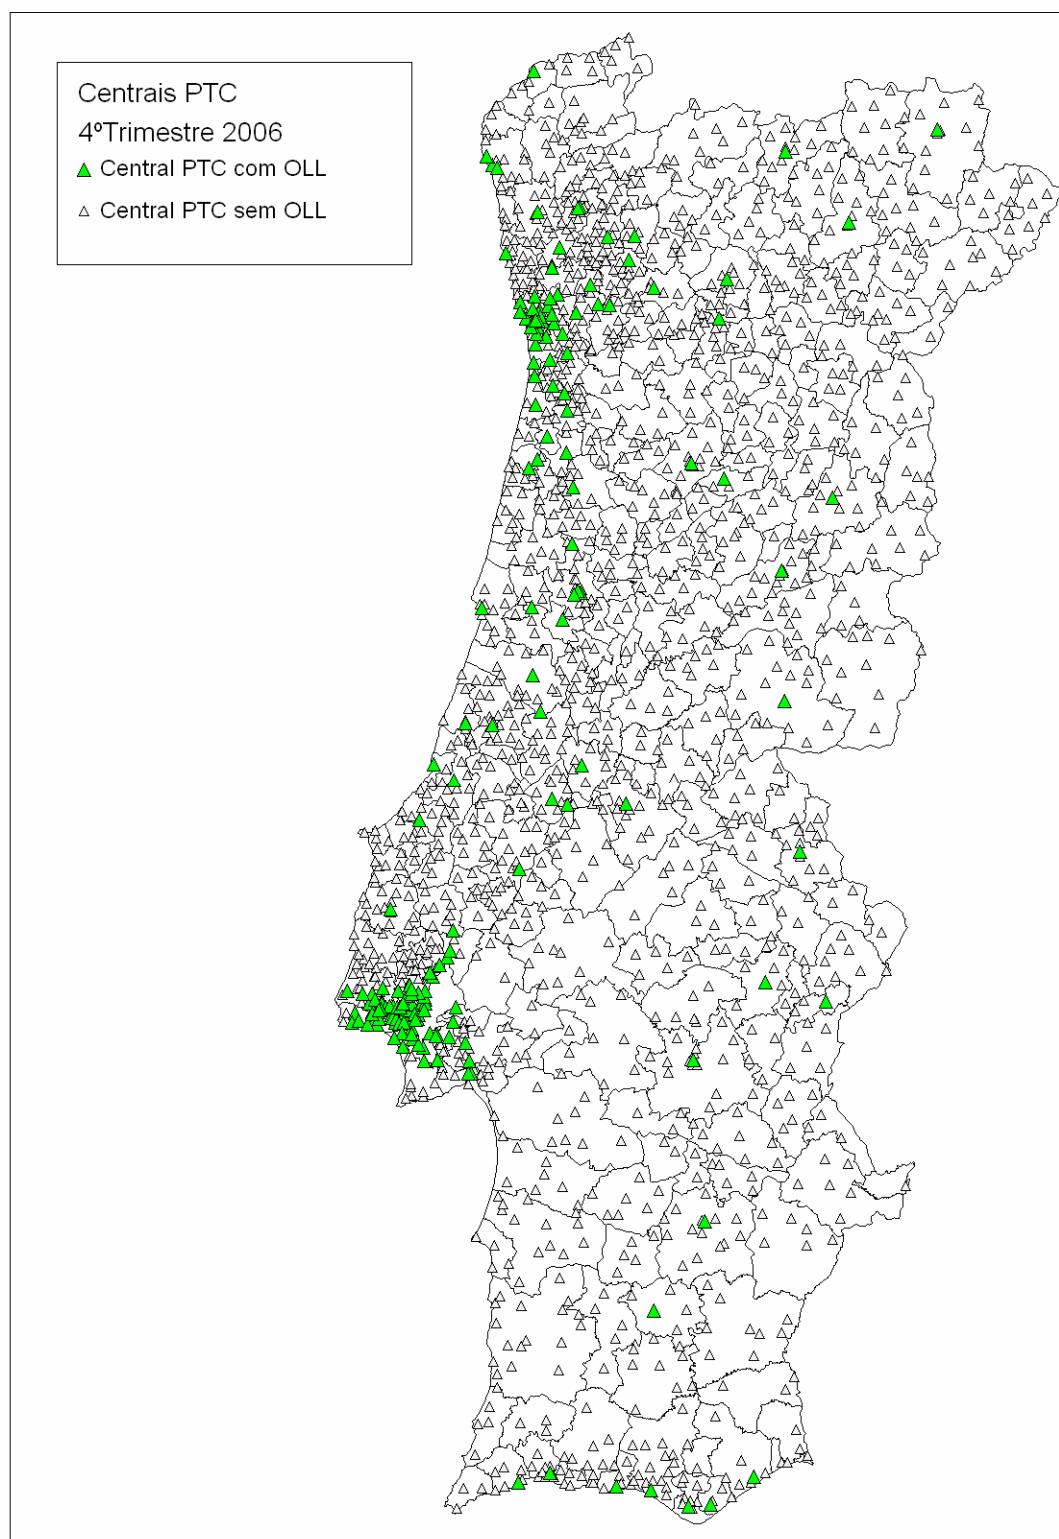 Centrais PTC
4ºTrimestre 2006
Central PTC com OLL
Central PTC sem OLL